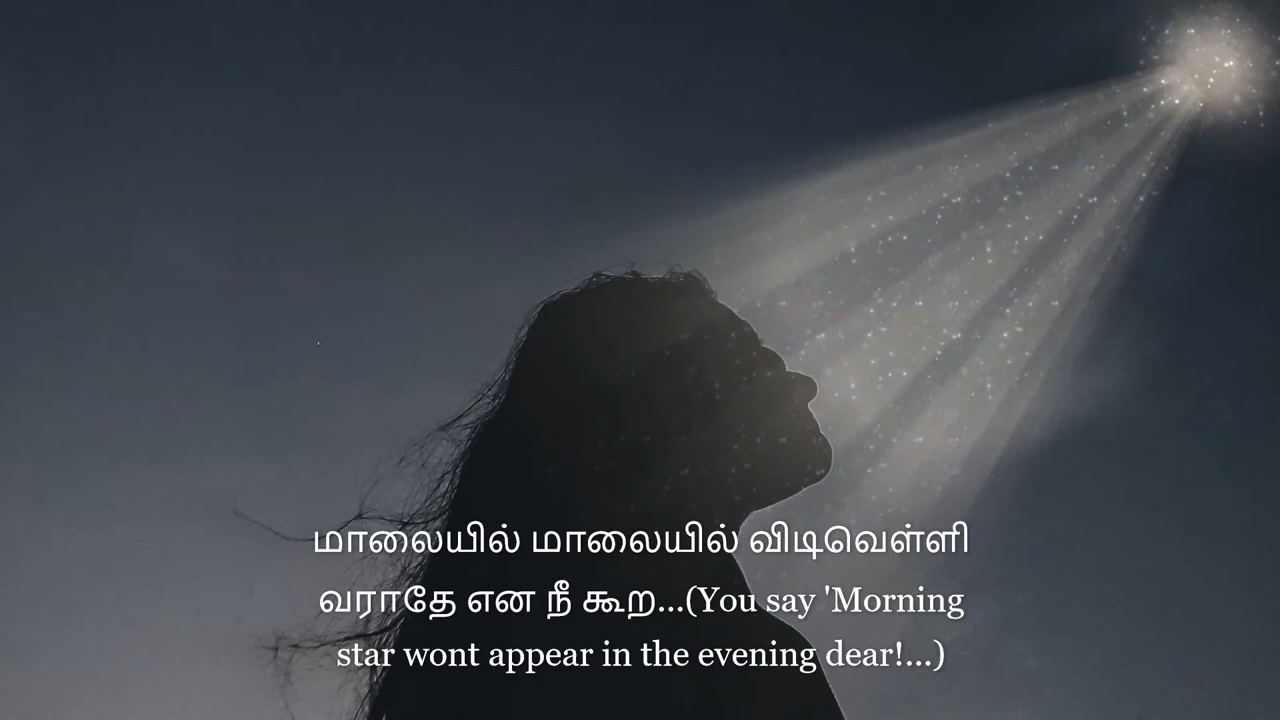 மாலையில் மாலையில் விடிவெள்ளி
வராதே என நீ கூற...(You say 'Morning
star wont appear in the evening dear!...)